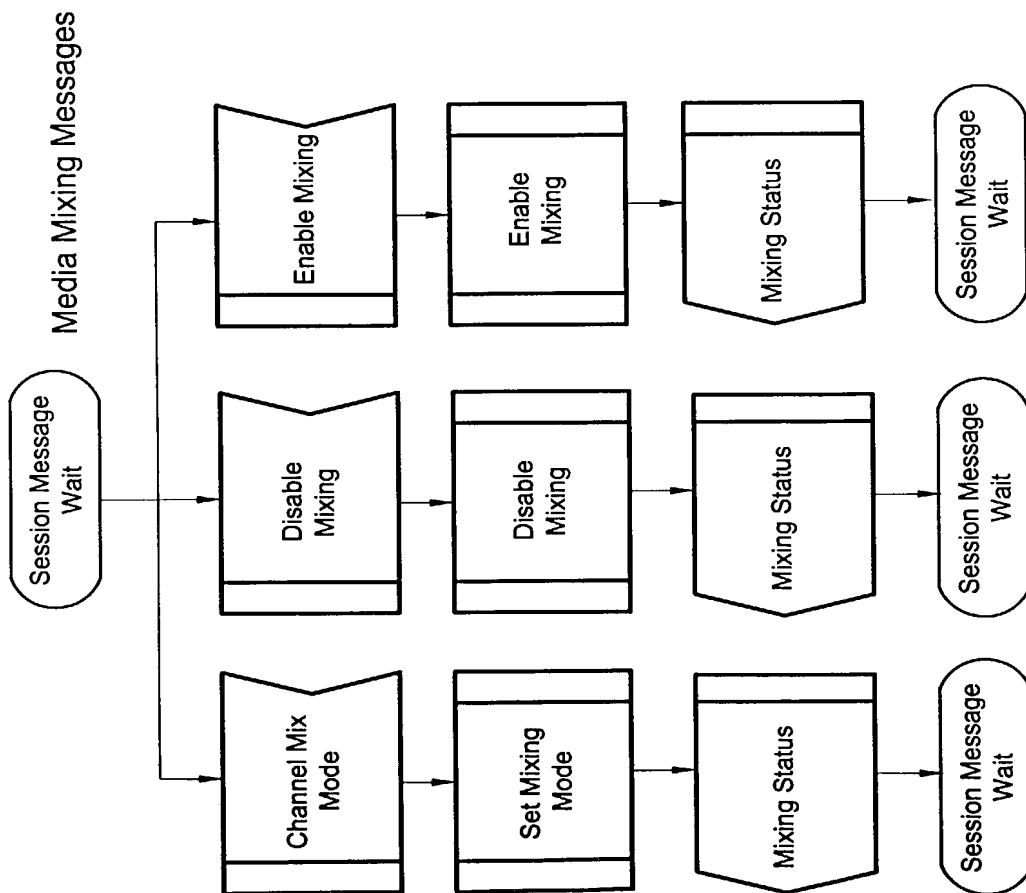 Media Mixing Messages
Session Message
Wait
Channel Mix
Mode
Set Mixing
Mode
Mixing Status
Session Message
Wait
Disable
Mixing
Disable
Mixing
Mixing Status
Session Message
Wait
Enable Mixing
Enable
Mixing
Mixing Status
Session Message
Wait